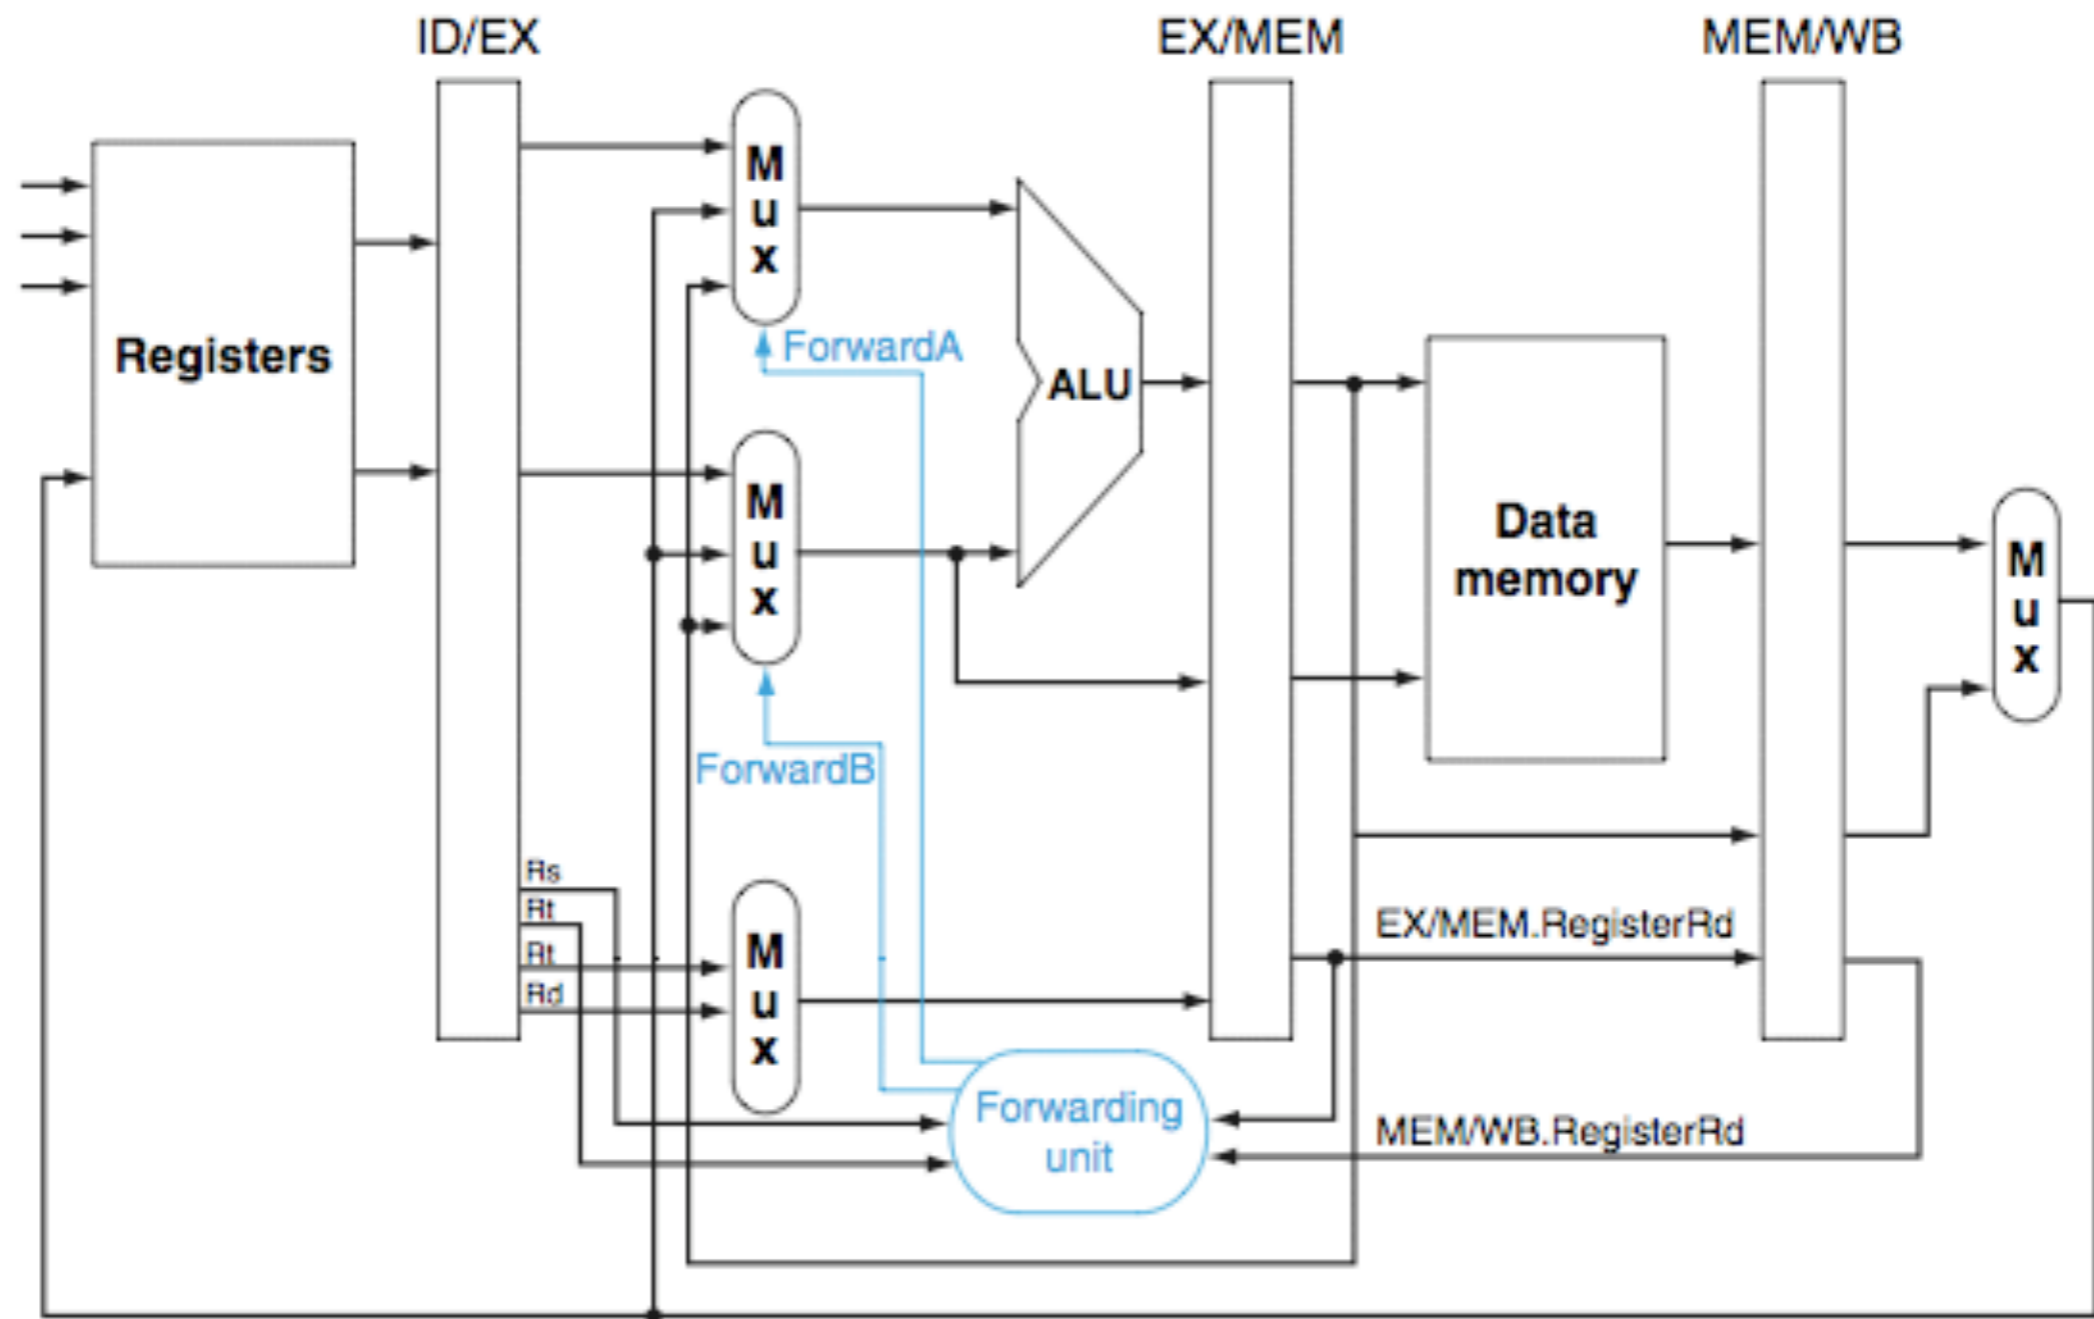 ID/EX
EX/MEM
MEM/WB
Registers
M
u
x
ForwardA
ALU
M
u
x
ForwardB
Data
memory
M
u
x
Rs
Rt
Rt
Rd
M
u
x
EX/MEM.RegisterRd
Forwarding
unit
MEM/WB.RegisterRd